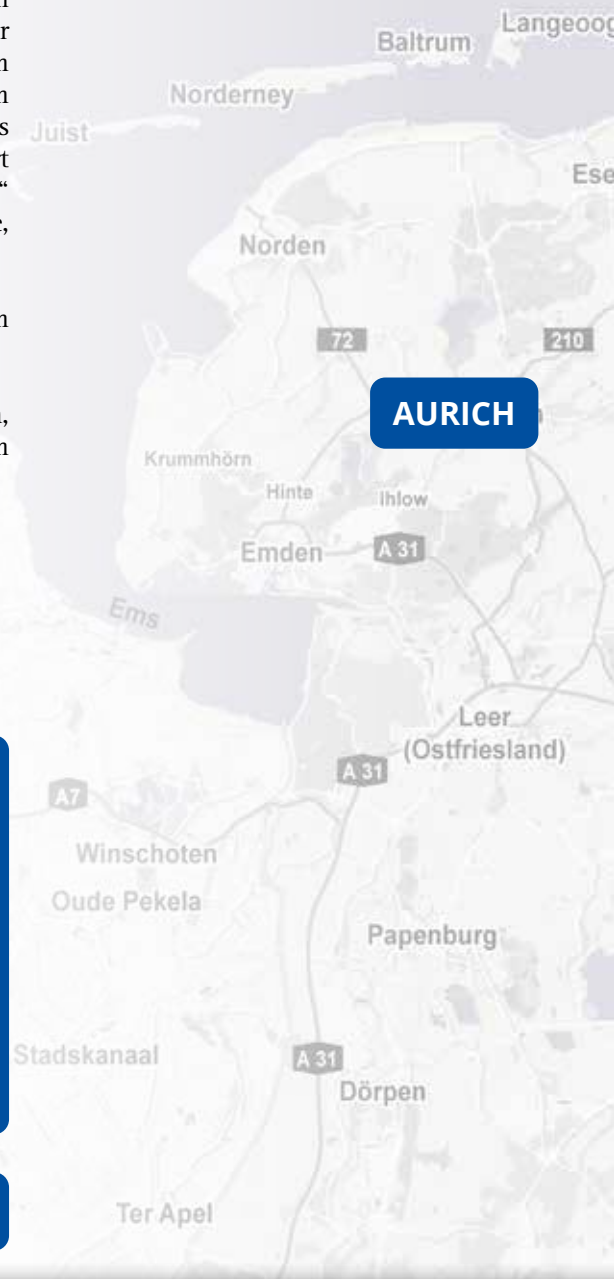 Langeoog
Baltrum
Norderney
Juist
Norden
72
210
AURICH
Krummhörn
Hinte
Ihlow
Emden
A 31
Ems
Leer
(Ostfriesland)
A 31
A7
Winschoten
Oude Pekela
Papenburg
Stadskanaal
A 31
Dörpen
Ter Apel